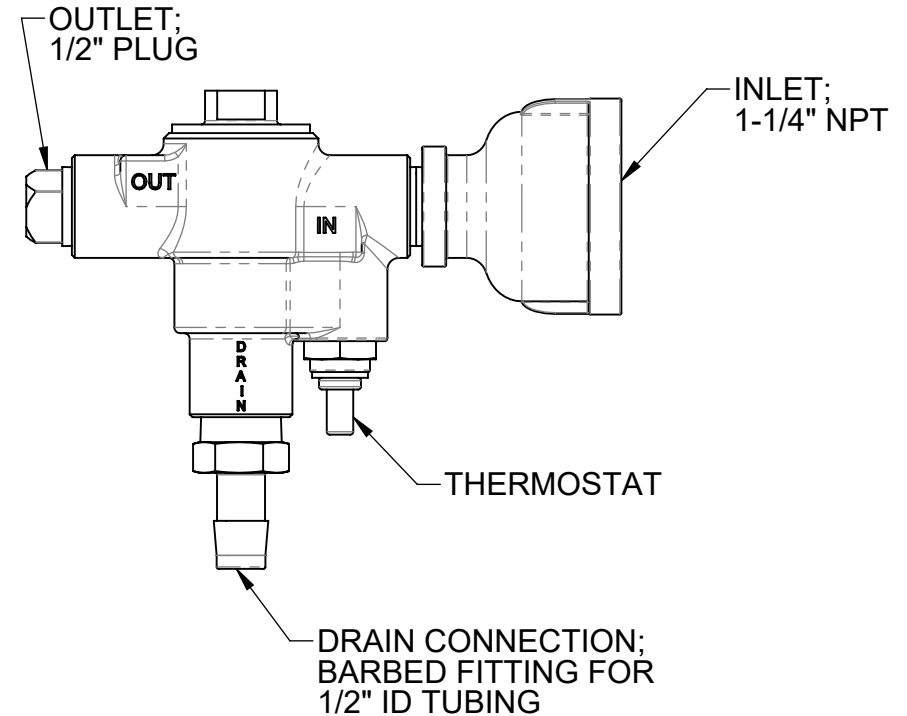 OUTLET;
1/2" PLUG
INLET;
1-1/4" NPT
OUT
IN
DRAIN
THERMOSTAT
DRAIN CONNECTION;
BARBED FITTING FOR
1/2" ID TUBING